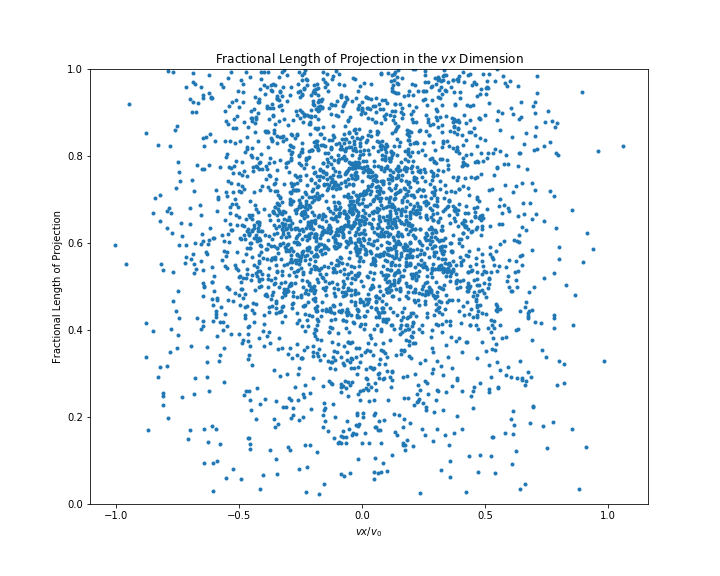 Fractional Length of Projection in the vx Dimension
1.0
0.8
0.6
0.4
0.2
0.0
Fractional Length of Projection
−1.0 −0.5 0.0 0.5 1.0
vx/v₀